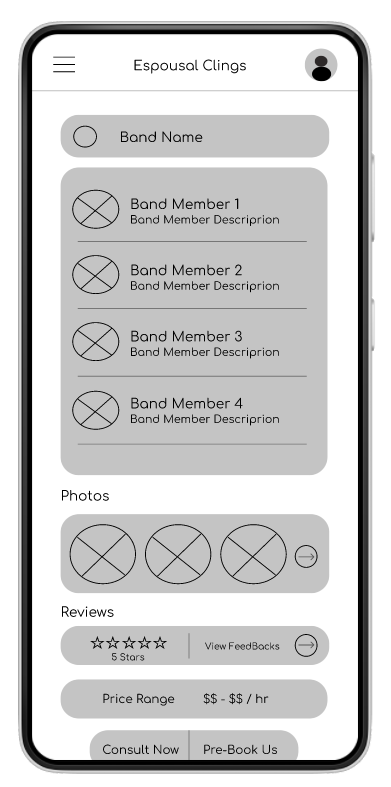 Espousal Clings
Band Name
Band Member 1
Band Member Descriprion
Band Member 2
Band Member Descriprion
Band Member 3
Band Member Descriprion
Band Member 4
Band Member Descriprion
Photos
Reviews
5 Stars
View FeedBacks
Price Range $$ - $$ / hr
Consult Now Pre-Book Us